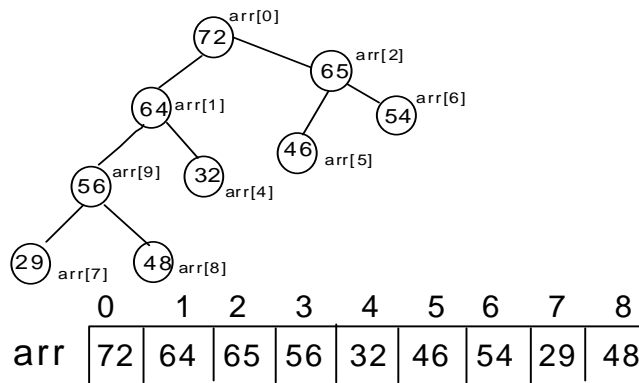 arr[0]
72
arr[2]
65
arr[6]
64 arr[1]
54
46
arr[5]
arr[9]
32
56
arr[4]
29
48
arr[8]
arr[7]
0 1 2 3 4 5 6 7 8
arr 72 64 65 56 32 46 54 29 48